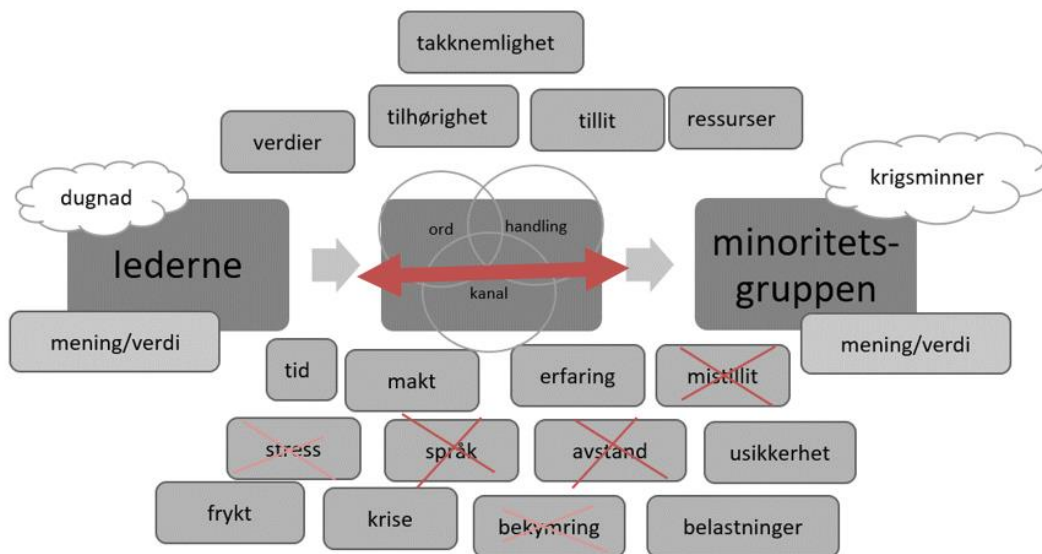 takknemlighet
tilhørighet
tillit
ressurser
verdier
dugnad
krigsminner
lederne
ord
handling
kanal
minoritets-
gruppen
mening/verdi
mening/verdi
tid
makt
erfaring
mistillit
stress
språk
avstand
usikkerhet
frykt
krise
bekymring
belastninger